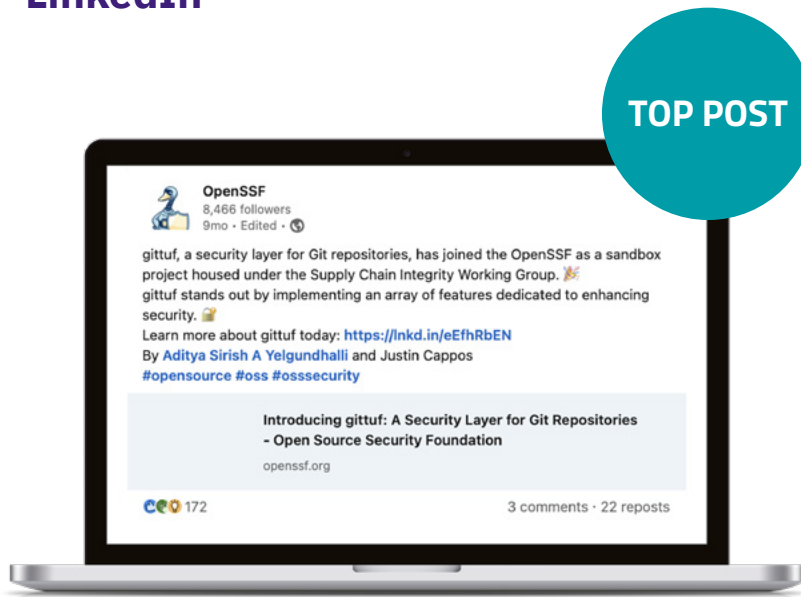 LinkedIn
TOP POST
OpenSSF
8,466 followers
9mo • Edited •
gittuf, a security layer for Git repositories, has joined the OpenSSF as a sandbox
project housed under the Supply Chain Integrity Working Group. 🎉
gittuf stands out by implementing an array of features dedicated to enhancing
security. 🔐
Learn more about gittuf today: https://lnkd.in/eEfhRbEN
By Aditya Sirish A Yelgundhalli and Justin Cappos
#opensource #oss #osssecurity
Introducing gittuf: A Security Layer for Git Repositories
- Open Source Security Foundation
openssf.org
172
3 comments · 22 reposts